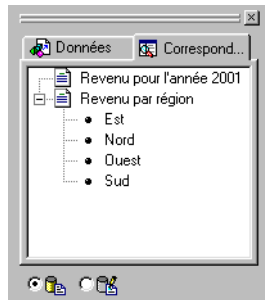 Données Correspond...
Revenu pour l'année 2001
Revenu par région
Est
Nord
Ouest
Sud